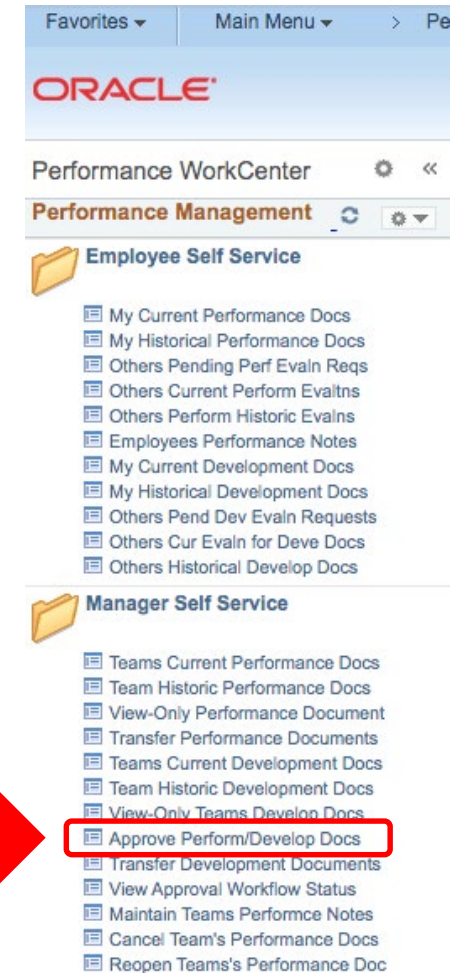 Favorites Main Menu > Pe
ORACLE
Performance WorkCenter «
Performance Management
Employee Self Service
My Current Performance Docs
My Historical Performance Docs
Others Pending Perf Evaln Reqs
Others Current Perform Evaltns
Others Perform Historic Evalns
Employees Performance Notes
My Current Development Docs
My Historical Development Docs
Others Pend Dev Evaln Requests
Others Cur Evaln for Deve Docs
Others Historical Develop Docs
Manager Self Service
Teams Current Performance Docs
Team Historic Performance Docs
View-Only Performance Document
Transfer Performance Documents
Teams Current Development Docs
Team Historic Development Docs
View-Only Teams Develop Docs
Approve Perform/Develop Docs
Transfer Development Documents
View Approval Workflow Status
Maintain Teams Performce Notes
Cancel Team's Performance Docs
Reopen Teams's Performance Doc